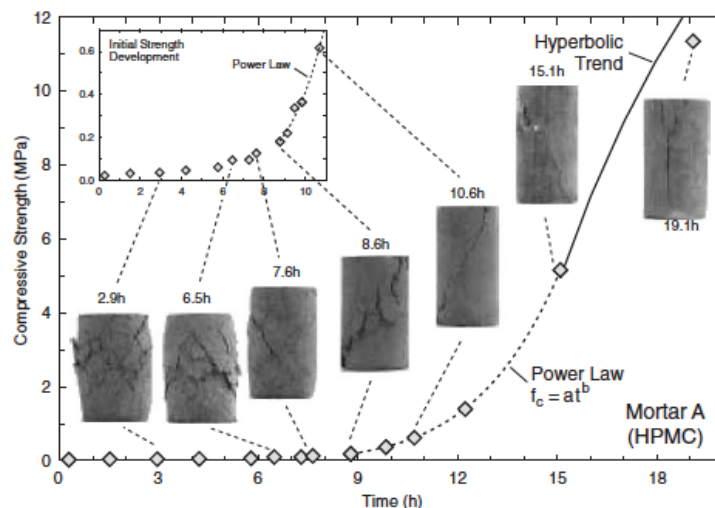 12
10
8
6
4
2
0
Compressive Strength (MPa)
0
3
6
9
12
15
18
Time (h)
0.6
0.4
0.2
0.0
0
2
4
6
8
10
Initial Strength
Development
Power Law
Hyperbolic
Trend
15.1h
19.1h
10.6h
8.6h
7.6h
6.5h
2.9h
Power Law
f_c = at^b
Mortar A
(HPMC)